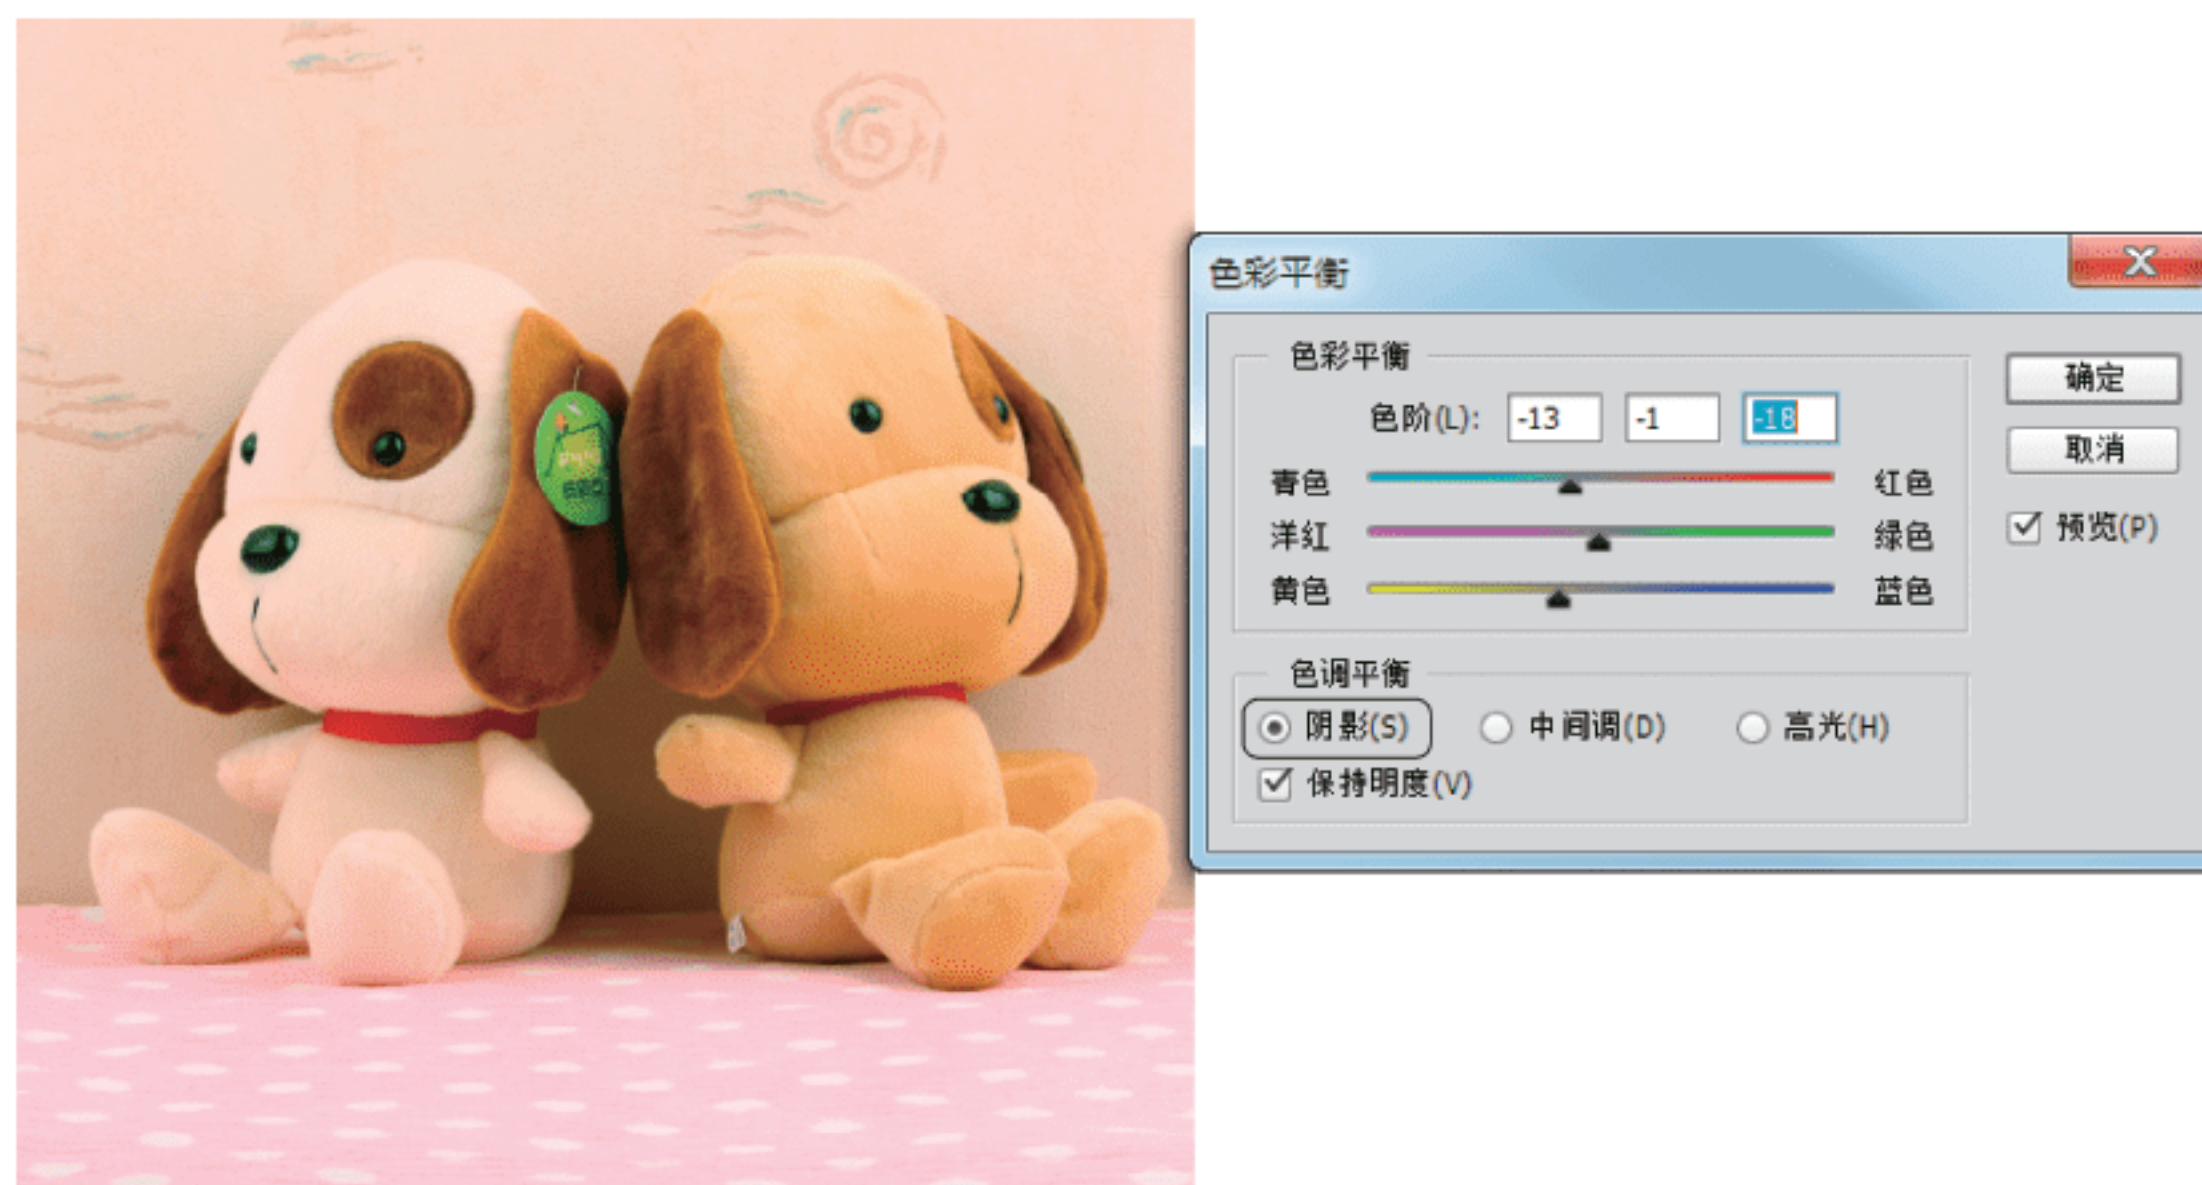 色彩平衡
色彩平衡
色阶(L): -13 -1 -18
青色 红色
洋红 绿色
黄色 蓝色
色调平衡
阴影(S) 中间调(D) 高光(H)
保持明度(V)
确定
取消
预览(P)